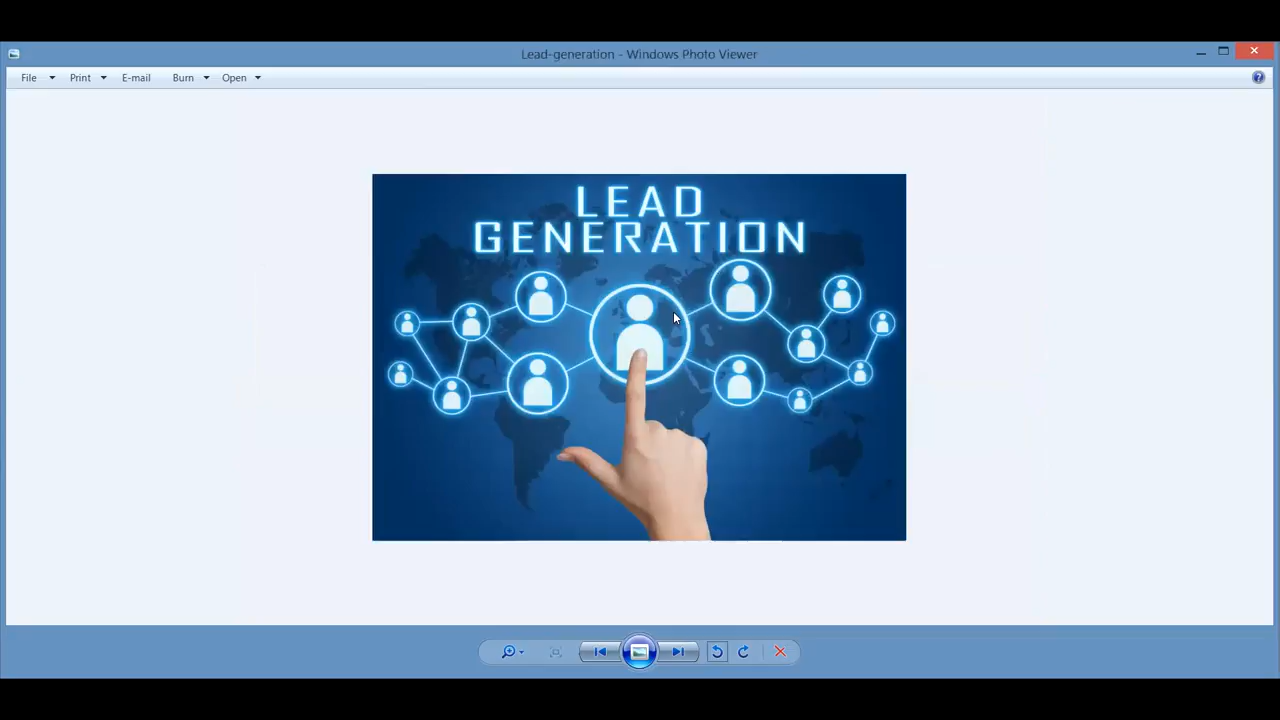 Lead-generation - Windows Photo Viewer
File Print E-mail Burn Open
?
LEAD
GENERATION